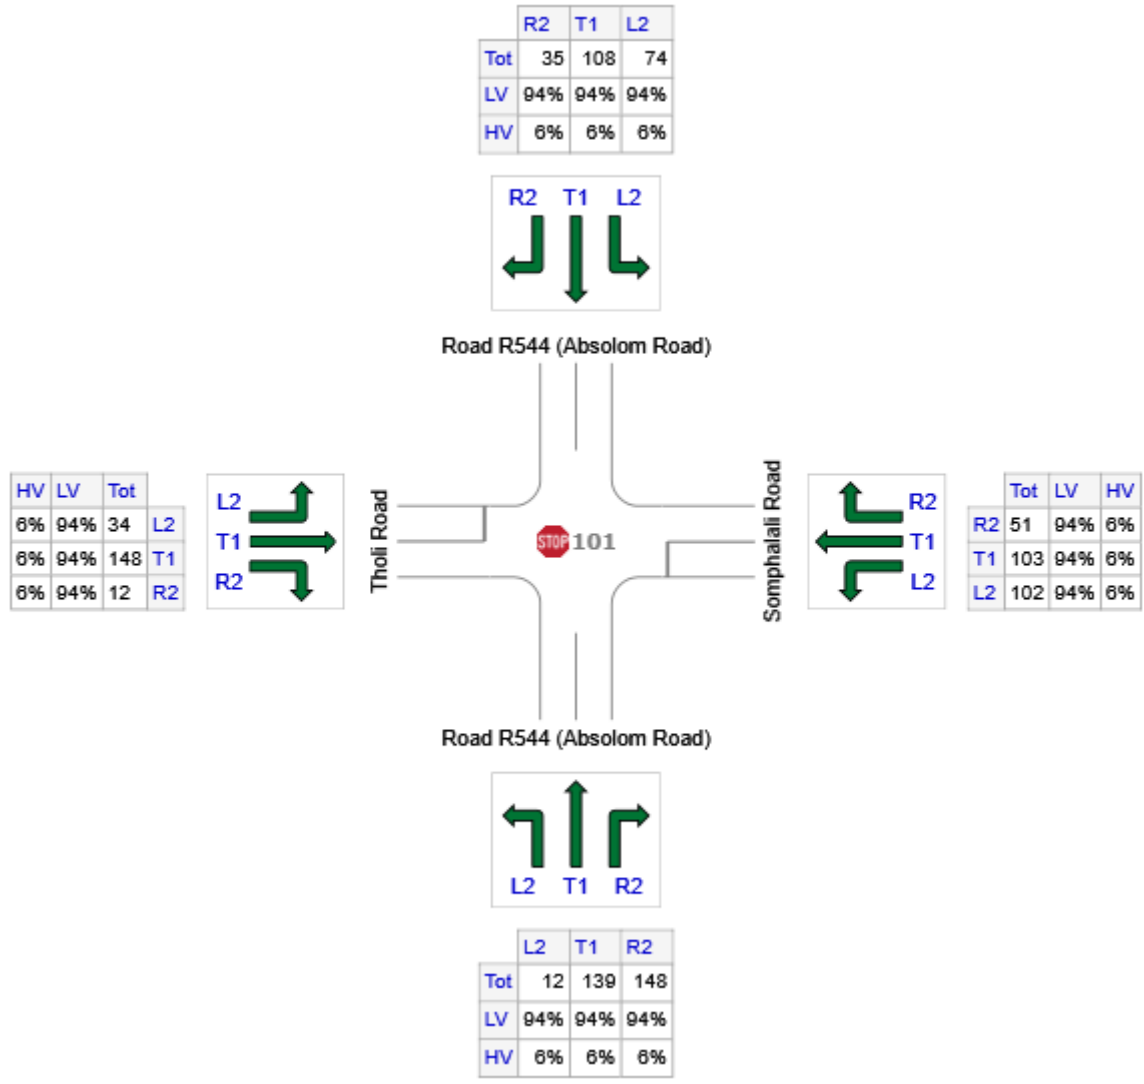 R2 T1 L2
Tot 35 108 74
LV 94% 94% 94%
HV 6% 6% 6%
R2 T1 L2
Road R544 (Absolom Road)
HV LV Tot
6% 94% 34 L2
6% 94% 148 T1
6% 94% 12 R2
L2
T1
R2
Tholi Road
STOP 101
Somphalali Road
R2
T1
L2
Tot LV HV
R2 51 94% 6%
T1 103 94% 6%
L2 102 94% 6%
Road R544 (Absolom Road)
L2 T1 R2
L2 T1 R2
Tot 12 139 148
LV 94% 94% 94%
HV 6% 6% 6%